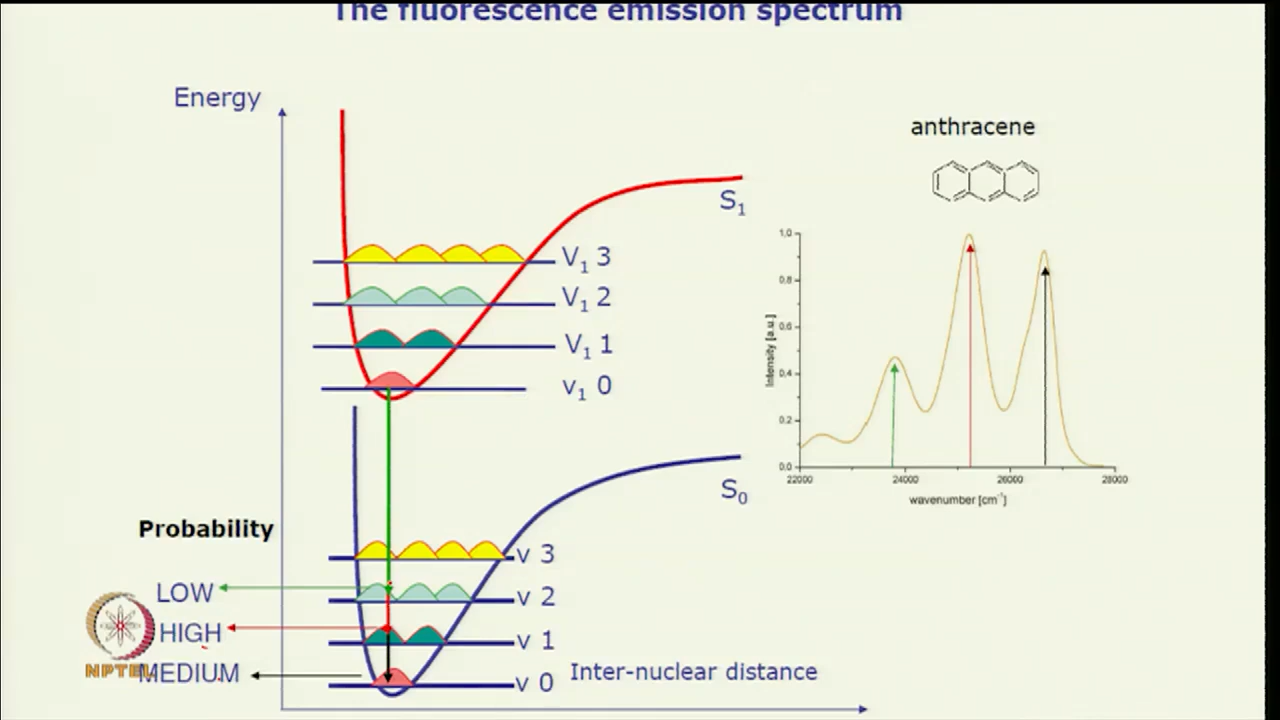 The fluorescence emission spectrum
Energy
anthracene
S1
V1 3
V1 2
V1 1
v1 0
1,0
0.8
0.6
0.4
0.2
0.0
Intensity [a.u.]
22000 24000 26000 28000
wavenumber [cm-1]
S0
Probability
LOW
HIGH
MEDIUM
v 3
v 2
v 1
v 0
Inter-nuclear distance
NPTEL